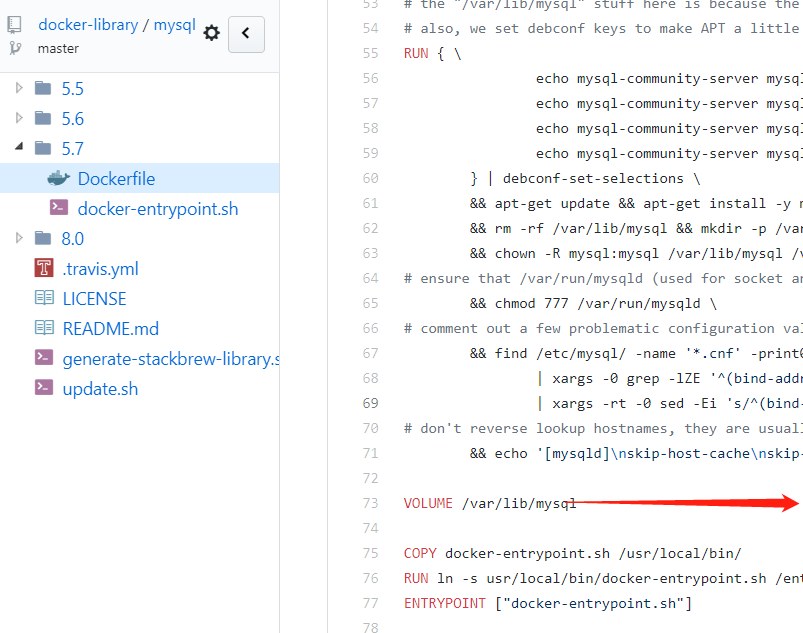 docker-library / mysql
master
5.5
5.6
5.7
Dockerfile
docker-entrypoint.sh
8.0
.travis.yml
LICENSE
README.md
generate-stackbrew-library.s
update.sh
53 # the "/var/lib/mysql" stuff here is because the
54 # also, we set debconf keys to make APT a little
55 RUN { \
56 echo mysql-community-server mysql
57 echo mysql-community-server mysql
58 echo mysql-community-server mysql
59 echo mysql-community-server mysql
60 } | debconf-set-selections \
61 && apt-get update && apt-get install -y
62 && rm -rf /var/lib/mysql && mkdir -p /var
63 && chown -R mysql:mysql /var/lib/mysql
64 # ensure that /var/run/mysqld (used for socket
65 && chmod 777 /var/run/mysqld \
66 # comment out a few problematic configuration
67 && find /etc/mysql/ -name '*.cnf' -print0
68 | xargs -0 grep -lZE '^(bind-addr
69 | xargs -rt -0 sed -Ei 's/^(bind-
70 # don't reverse lookup hostnames, they are
71 && echo '[mysqld]\nskip-host-cache\nskip-
72
73 VOLUME /var/lib/mysql
74
75 COPY docker-entrypoint.sh /usr/local/bin/
76 RUN ln -s usr/local/bin/docker-entrypoint.sh /ent
77 ENTRYPOINT ["docker-entrypoint.sh"]
78